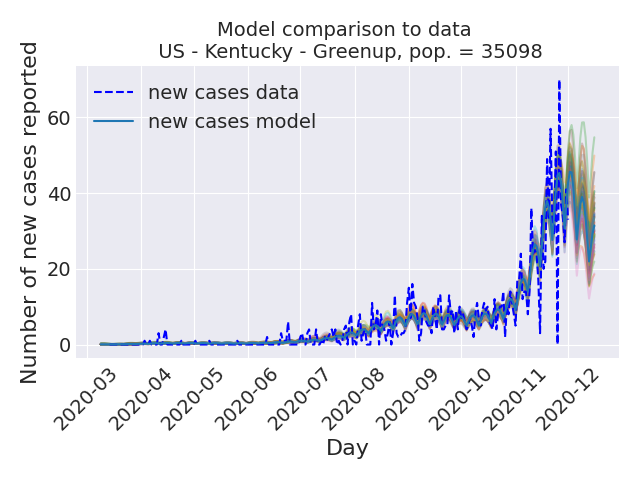 Model comparison to data
US - Kentucky - Greenup, pop. = 35098
Number of new cases reported
new cases data
new cases model
60
40
20
0
2020-03
2020-04
2020-05
2020-06
2020-07
2020-08
2020-09
2020-10
2020-11
2020-12
Day